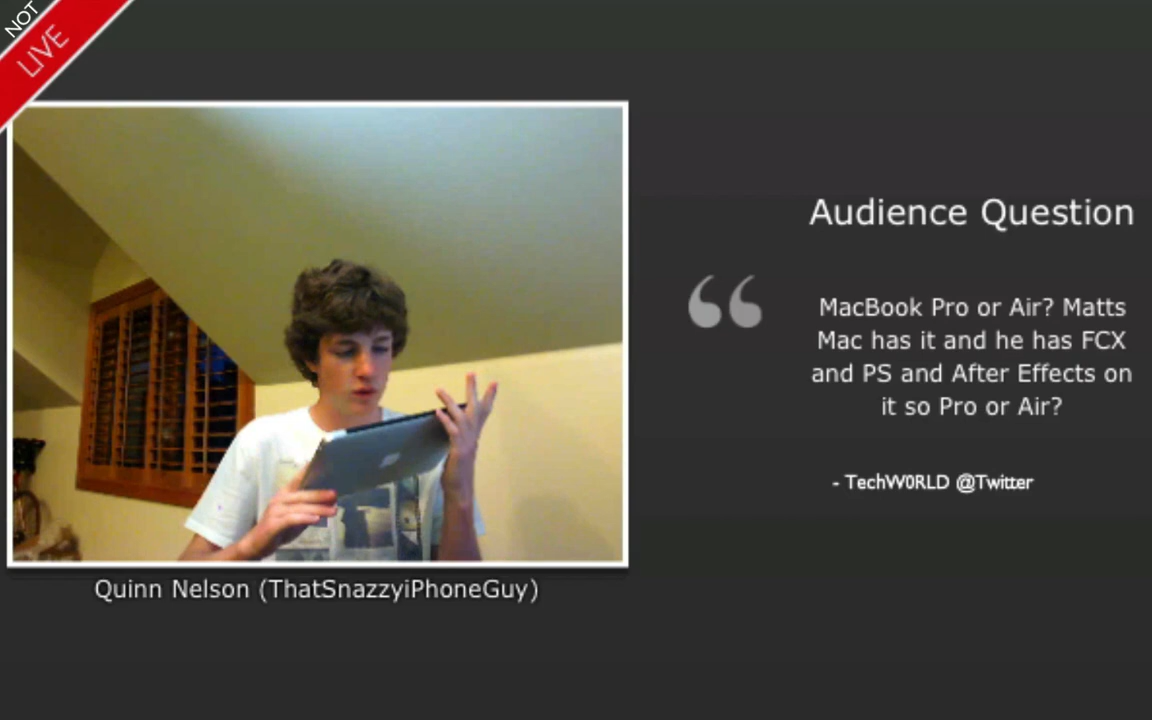 NOT
LIVE
Audience Question
“
MacBook Pro or Air? Matts
Mac has it and he has FCX
and PS and After Effects on
it so Pro or Air?
- TechW0RLD @Twitter
Quinn Nelson (ThatSnazzyiPhoneGuy)